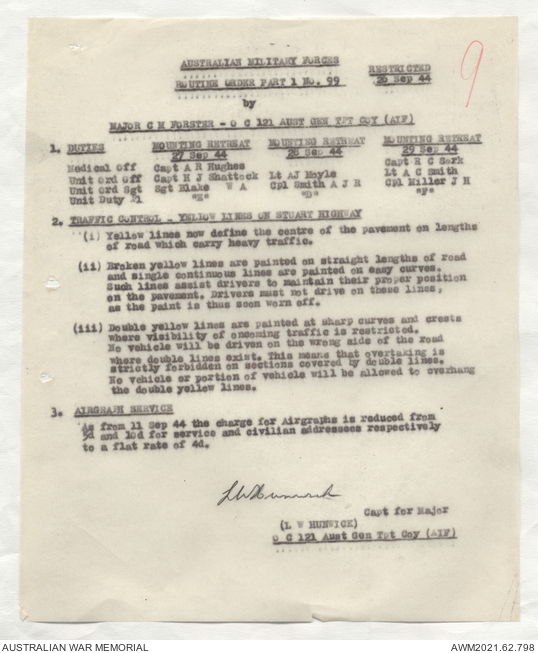 AUSTRALIAN MILITARY FORCES
RESTRICTED
26 Sep 44
9
ROUTINE ORDER PART 1 No. 99
by
MAJOR C M FORSTER - O C 121 AUST GEN TPT COY (AIF)
1. DUTIES MOUNTING RETREAT MOUNTING RETREAT MOUNTING RETREAT
27 Sep 44 28 Sep 44 29 Sep 44
Medical Off Capt A R Hughes Capt R C Sark
Unit ord Off Capt H J Shattock Lt AJ Hoyle Lt A C Smith
Unit ord Sgt Sgt Blake W A Cpl Smith A J R Cpl Miller J H
Unit Duty Pl "D" "F"
2. TRAFFIC CONTROL - YELLOW LINES ON STUART HIGHWAY
(i) Yellow lines now define the centre of the pavement on lengths
of road which carry heavy traffic.
(ii) Broken yellow lines are painted on straight lengths of road
and single continuous lines are painted on easy curves.
Such lines assist drivers to maintain their proper position
on the pavement. Drivers must not drive on these lines,
as the paint is thus soon worn off.
(iii) Double yellow lines are painted at sharp curves and crests
where visibility of oncoming traffic is restricted.
No vehicle will be driven on the wrong side of the road
where double lines exist. This means that overtaking is
strictly forbidden on sections covered by double lines.
No vehicle or portion of vehicle will be allowed to overhang
the double yellow lines.
3. AIRGRAPH SERVICE
As from 11 Sep 44 the charge for Airgraphs is reduced from
5d and 10d for service and civilian addressees respectively
to a flat rate of 4d.
L W Hunwick
Capt for Major
(L W HUNWICK)
O C 121 Aust Gen Tpt Coy (AIF)
AUSTRALIAN WAR MEMORIAL
AWM2021.62.798